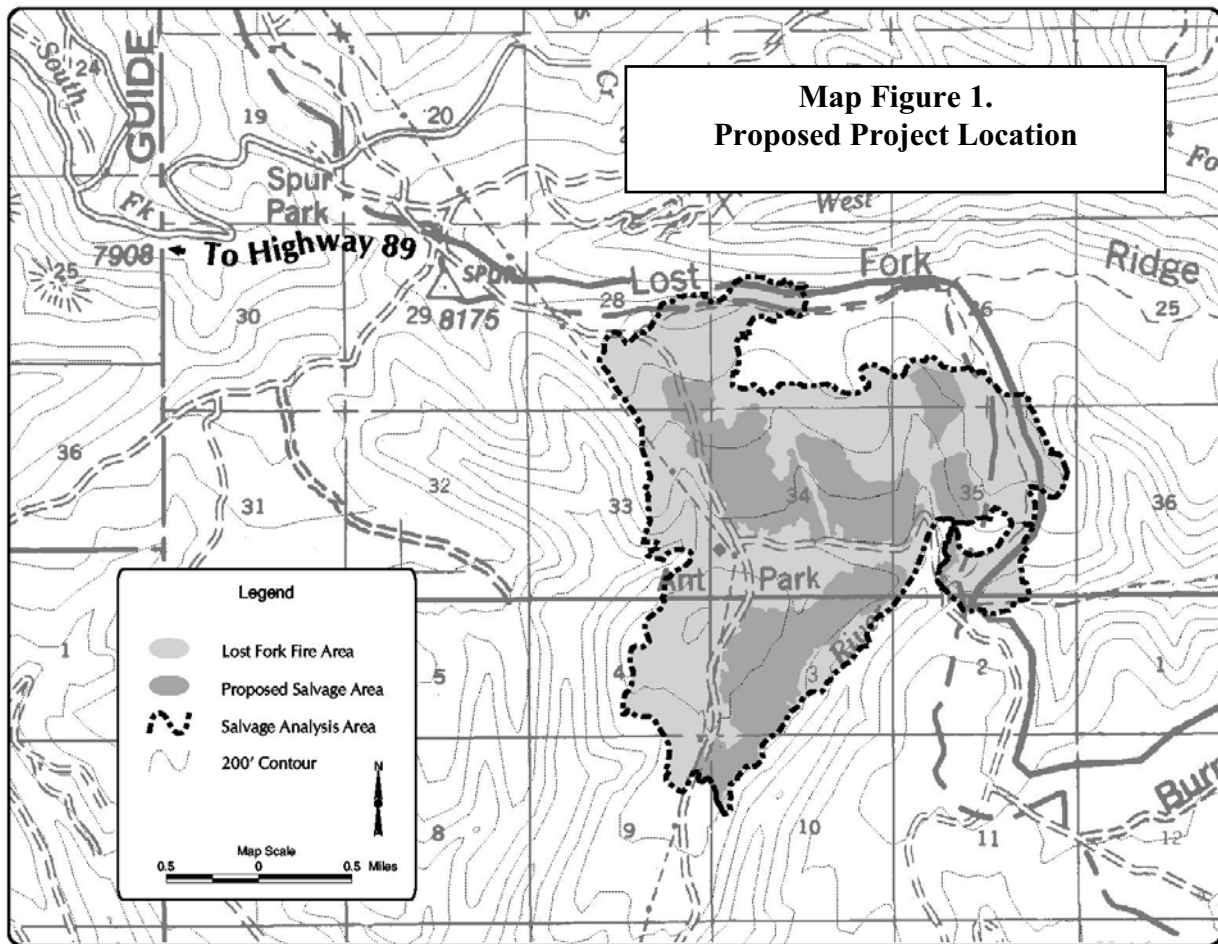 Map Figure 1.
Proposed Project Location
South
24
GUIDE
19
20
Cr
Spur
Park
Fk
West
Fo
7908
To Highway 89
25
SPUR
Lost Fork Ridge
28
26
25
30
29
8175
36
31
32
33
34
35
36
Ant Park
Legend
Lost Fork Fire Area
Proposed Salvage Area
Salvage Analysis Area
200' Contour
N
Map Scale
0.5 0 0.5 Miles
1
5
4
3
2
1
8
9
10
11
12